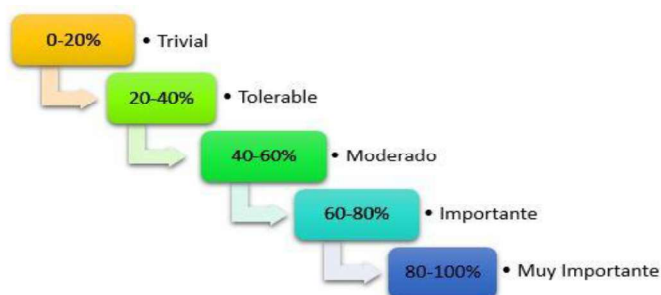 0-20% • Trivial
20-40% • Tolerable
40-60% • Moderado
60-80% • Importante
80-100% • Muy Importante